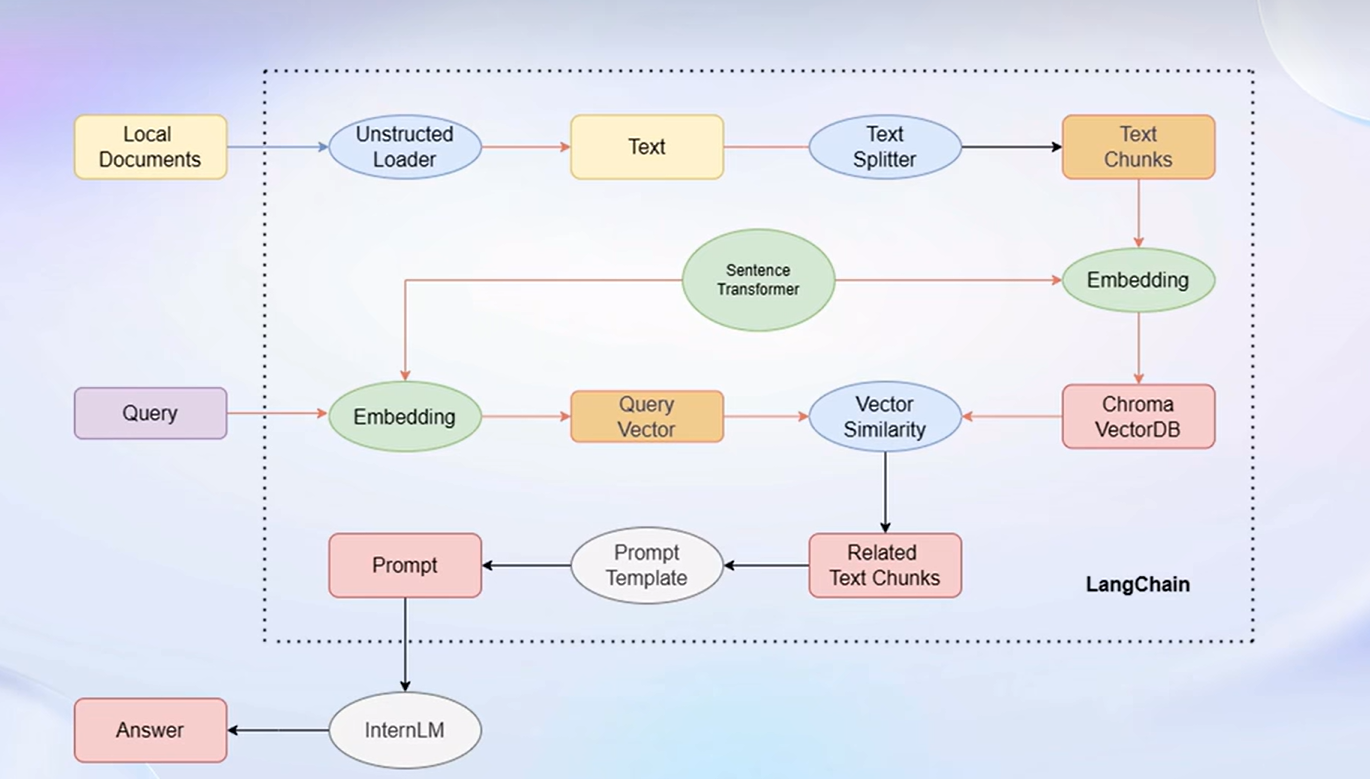 Local
Documents
Unstructed
Loader
Text
Text
Splitter
Text
Chunks
Sentence
Transformer
Embedding
Query
Embedding
Query
Vector
Vector
Similarity
Chroma
VectorDB
Prompt
Prompt
Template
Related
Text Chunks
LangChain
Answer
InternLM